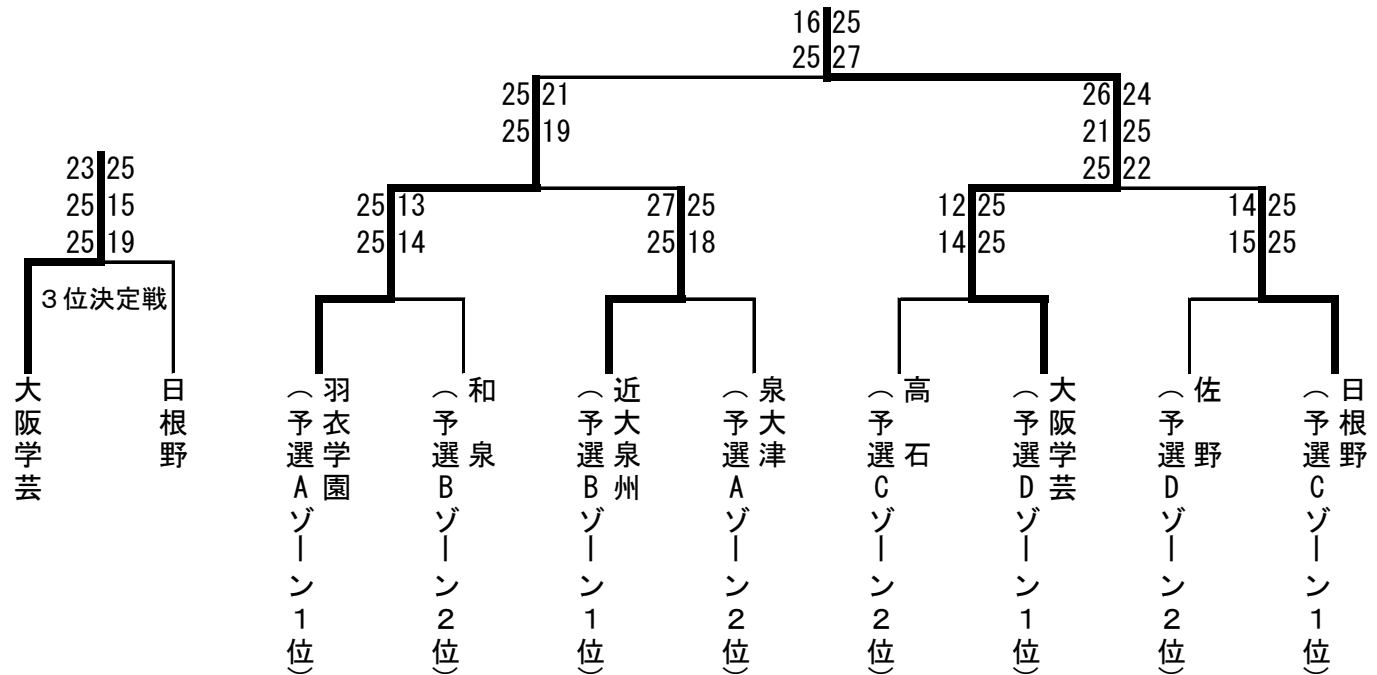 16 25
25 27
25 21
25 19
26 24
21 25
25 22
23 25
25 15
25 19
25 13
25 14
27 25
25 18
12 25
14 25
14 25
15 25
3位決定戦
大阪学芸
日根野
羽衣学園
(予選Aゾーン1位)
和泉
(予選Bゾーン2位)
近大泉州
(予選Bゾーン1位)
泉大津
(予選Aゾーン2位)
高石
(予選Cゾーン2位)
大阪学芸
(予選Dゾーン1位)
佐野
(予選Dゾーン2位)
日根野
(予選Cゾーン1位)